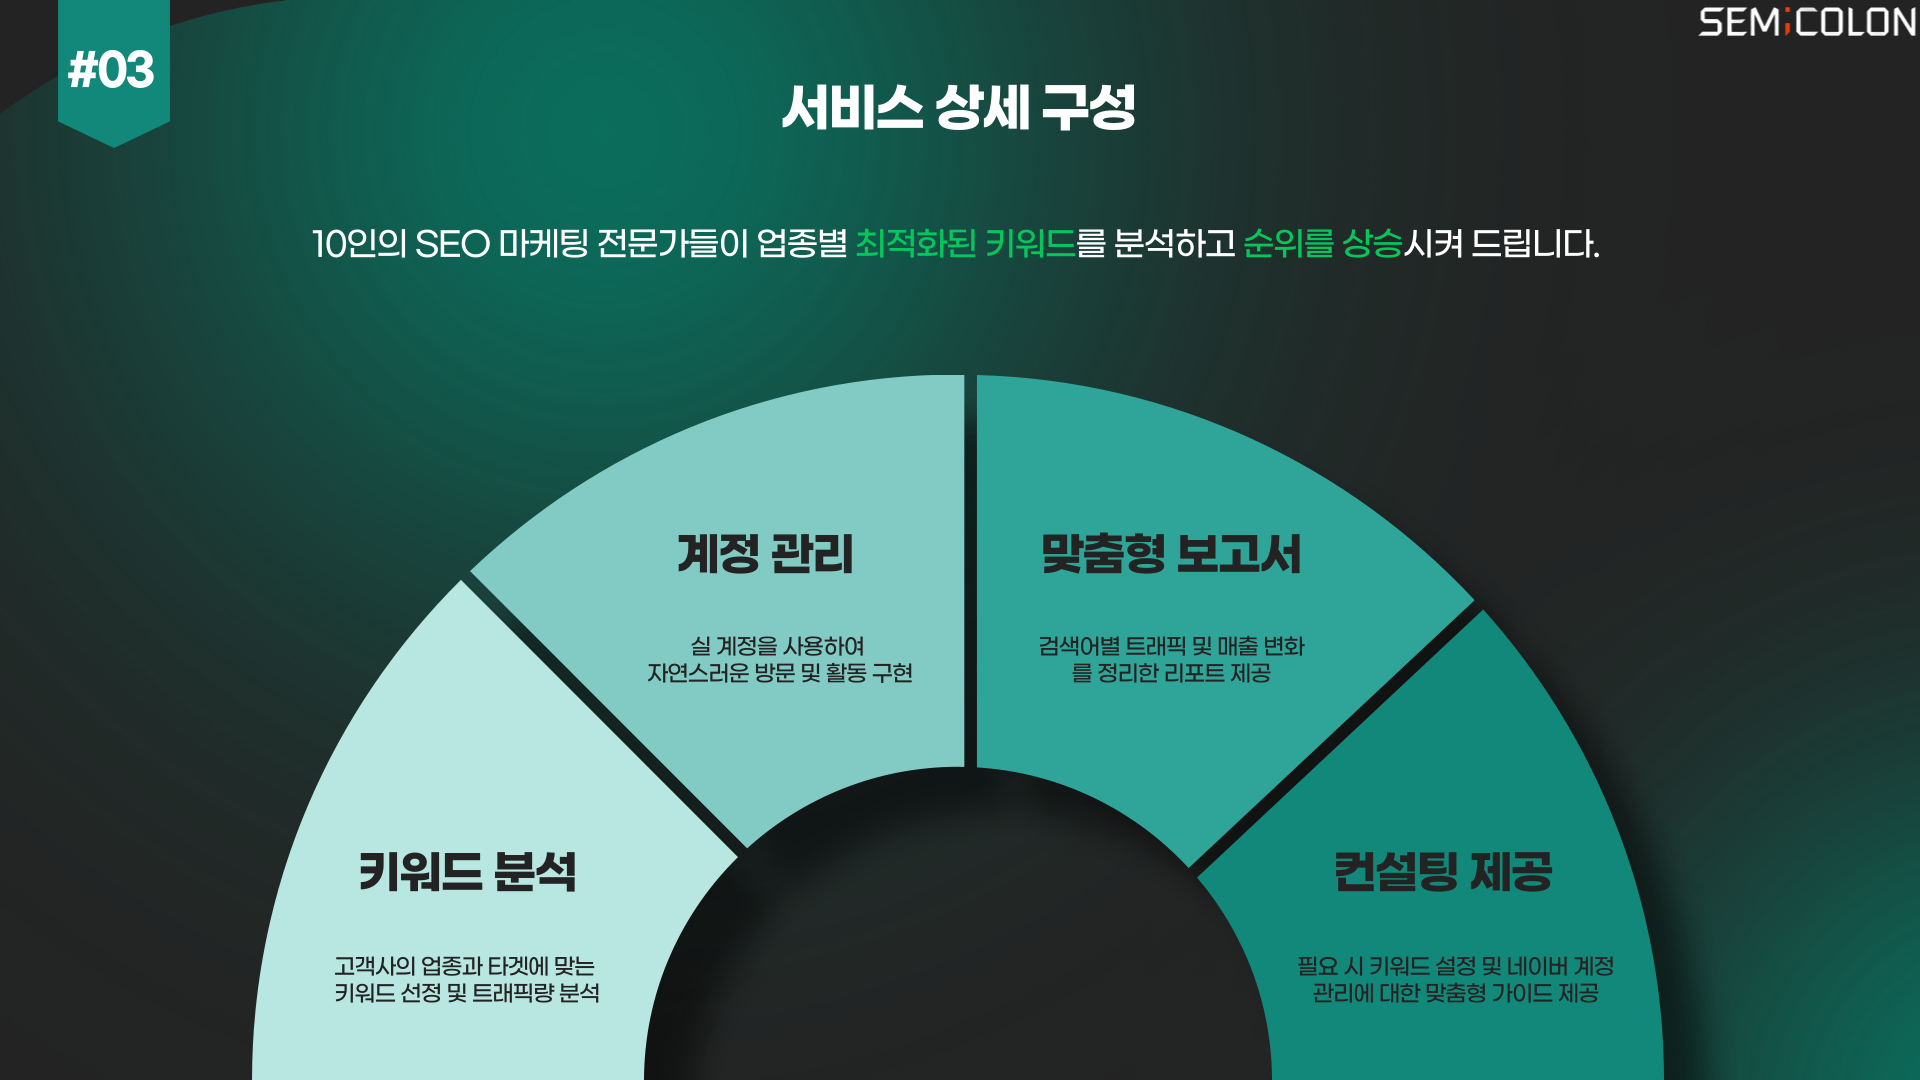 #03
SEMiCOLON
서비스 상세 구성
10인의 SEO 마케팅 전문가들이 업종별 최적화된 키워드를 분석하고 순위를 상승시켜 드립니다.
계정 관리
실 계정을 사용하여
자연스러운 방문 및 활동 구현
맞춤형 보고서
검색어별 트래픽 및 매출 변화
를 정리한 리포트 제공
키워드 분석
고객사의 업종과 타겟에 맞는
키워드 선정 및 트래픽량 분석
컨설팅 제공
필요 시 키워드 설정 및 네이버 계정
관리에 대한 맞춤형 가이드 제공